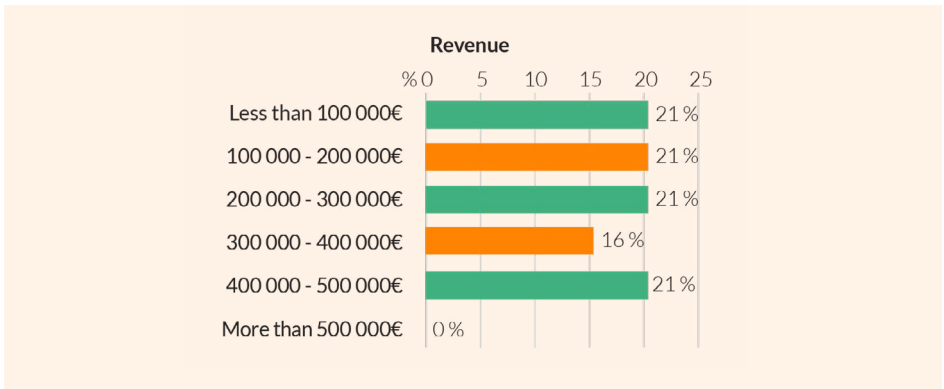 Revenue
% 0 5 10 15 20 25
Less than 100 000€ 21 %
100 000 - 200 000€ 21 %
200 000 - 300 000€ 21 %
300 000 - 400 000€ 16 %
400 000 - 500 000€ 21 %
More than 500 000€ 0 %